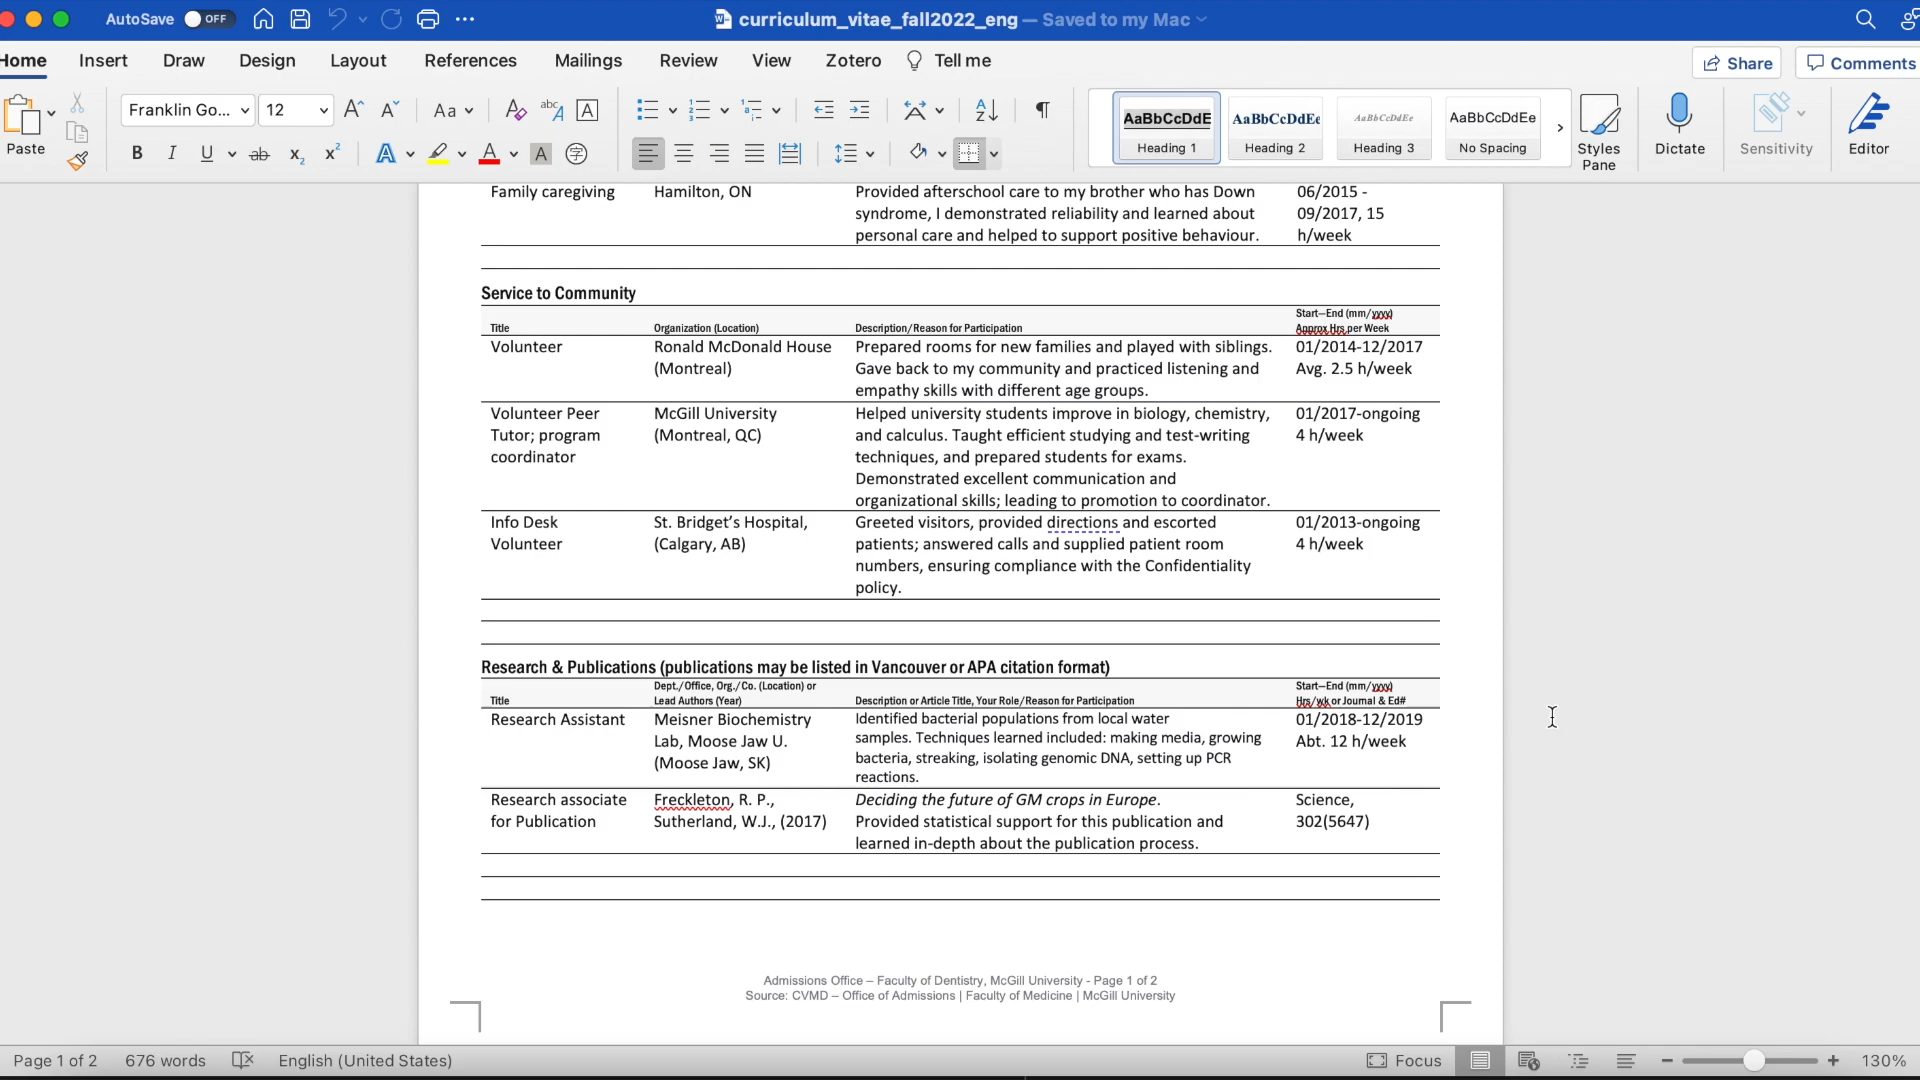 AutoSave OFF curriculum_vitae_fall2022_eng — Saved to my Mac
Home Insert Draw Design Layout References Mailings Review View Zotero Tell me Share Comments
Paste Franklin Go... 12
AaBbCcDdE AaBbCcDdEe AaBbCcDdEe AaBbCcDdEe
Heading 1 Heading 2 Heading 3 No Spacing
Styles Pane Dictate Sensitivity Editor
Family caregiving Hamilton, ON Provided afterschool care to my brother who has Down 06/2015 -
syndrome, I demonstrated reliability and learned about 09/2017, 15
personal care and helped to support positive behaviour. h/week
Service to Community
Start—End (mm/yyyy)
Title Organization (Location) Description/Reason for Participation Approx Hrs per Week
Volunteer Ronald McDonald House Prepared rooms for new families and played with siblings. 01/2014-12/2017
(Montreal) Gave back to my community and practiced listening and Avg. 2.5 h/week
empathy skills with different age groups.
Volunteer Peer McGill University Helped university students improve in biology, chemistry, 01/2017-ongoing
Tutor; program (Montreal, QC) and calculus. Taught efficient studying and test-writing 4 h/week
coordinator techniques, and prepared students for exams.
Demonstrated excellent communication and
organizational skills; leading to promotion to coordinator.
Info Desk St. Bridget’s Hospital, Greeted visitors, provided directions and escorted 01/2013-ongoing
Volunteer (Calgary, AB) patients; answered calls and supplied patient room 4 h/week
numbers, ensuring compliance with the Confidentiality
policy.
Research & Publications (publications may be listed in Vancouver or APA citation format)
Dept./Office, Org./Co. (Location) or Start—End (mm/yyyy)
Title Lead Authors (Year) Description or Article Title, Your Role/Reason for Participation Hrs/wk or Journal & Ed#
Research Assistant Meisner Biochemistry Identified bacterial populations from local water 01/2018-12/2019
Lab, Moose Jaw U. samples. Techniques learned included: making media, growing Abt. 12 h/week
(Moose Jaw, SK) bacteria, streaking, isolating genomic DNA, setting up PCR
reactions.
Research associate Freckleton, R. P., Deciding the future of GM crops in Europe. Science,
for Publication Sutherland, W.J., (2017) Provided statistical support for this publication and 302(5647)
learned in-depth about the publication process.
Admissions Office – Faculty of Dentistry, McGill University - Page 1 of 2
Source: CVMD – Office of Admissions | Faculty of Medicine | McGill University
Page 1 of 2 676 words English (United States) Focus 130%